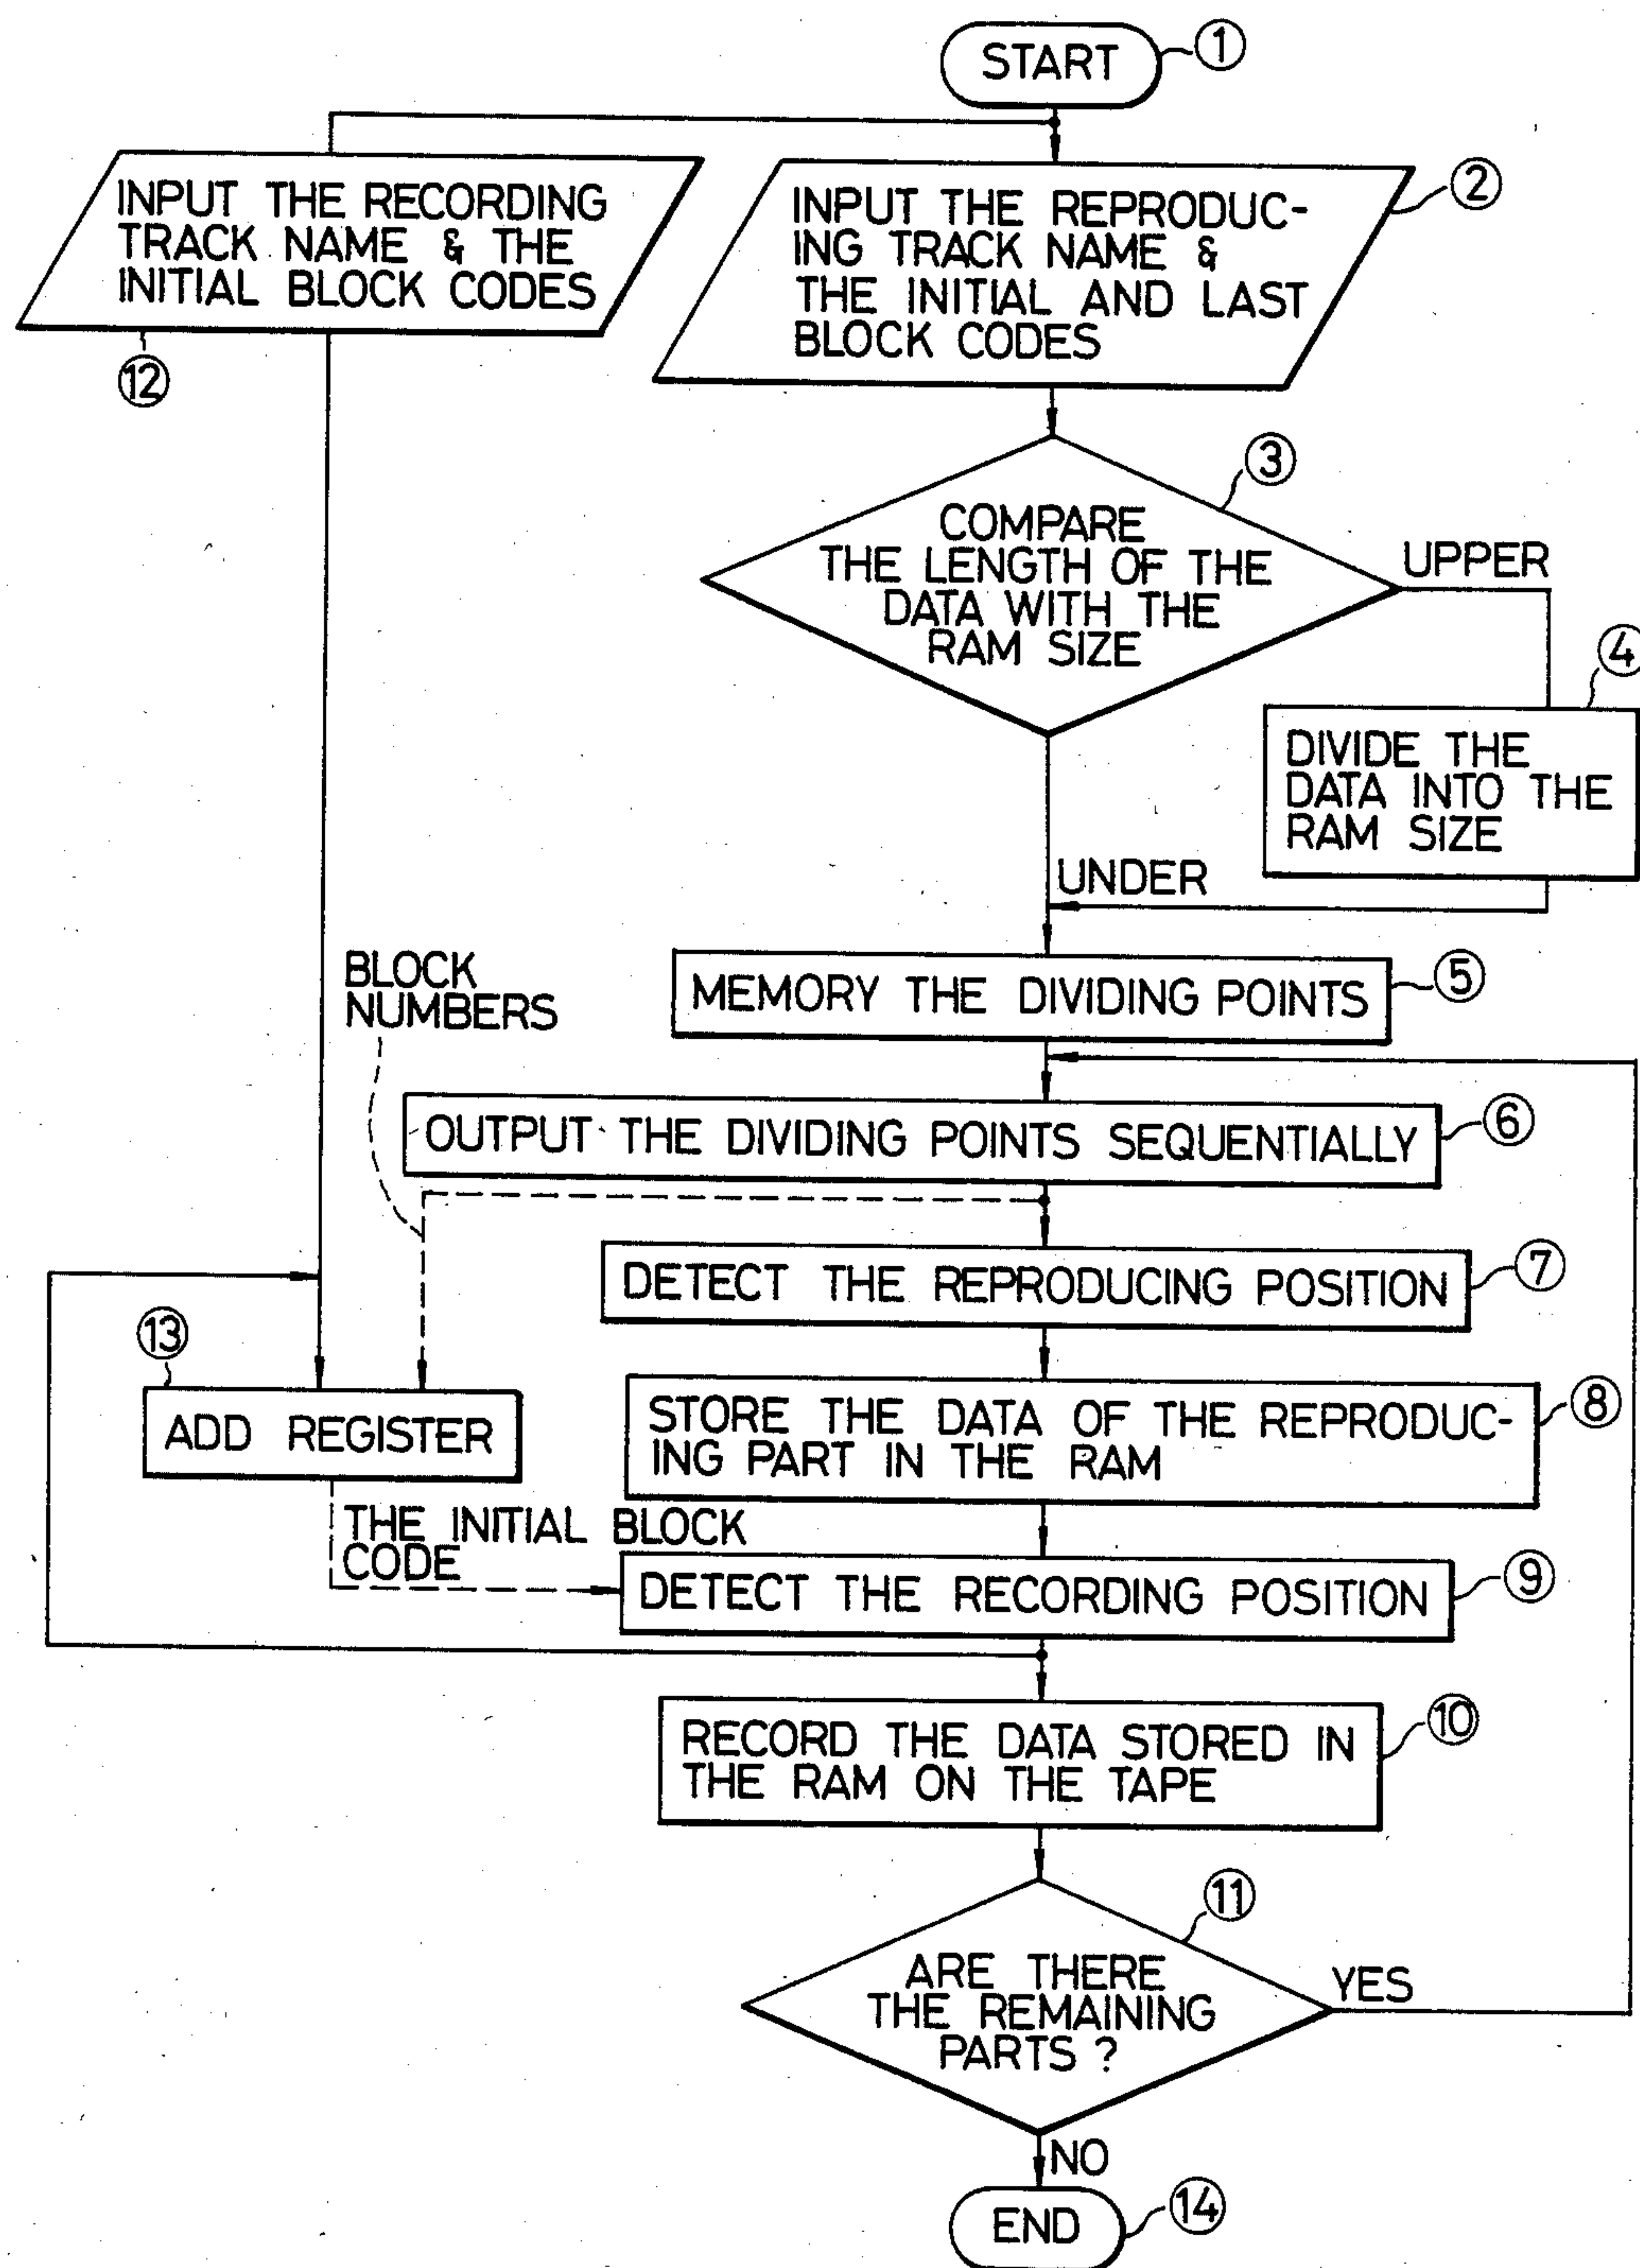 START
①
INPUT THE RECORDING
TRACK NAME & THE
INITIAL BLOCK CODES
⑫
INPUT THE REPRODUC-
ING TRACK NAME &
THE INITIAL AND LAST
BLOCK CODES
②
COMPARE
THE LENGTH OF THE
DATA WITH THE
RAM SIZE
③
UPPER
④
DIVIDE THE
DATA INTO THE
RAM SIZE
UNDER
MEMORY THE DIVIDING POINTS
⑤
BLOCK
NUMBERS
OUTPUT THE DIVIDING POINTS SEQUENTIALLY
⑥
DETECT THE REPRODUCING POSITION
⑦
⑬
ADD REGISTER
STORE THE DATA OF THE REPRODUC-
ING PART IN THE RAM
⑧
THE INITIAL BLOCK
CODE
DETECT THE RECORDING POSITION
⑨
RECORD THE DATA STORED IN
THE RAM ON THE TAPE
⑩
ARE THERE
THE REMAINING
PARTS ?
⑪
YES
NO
END
⑭